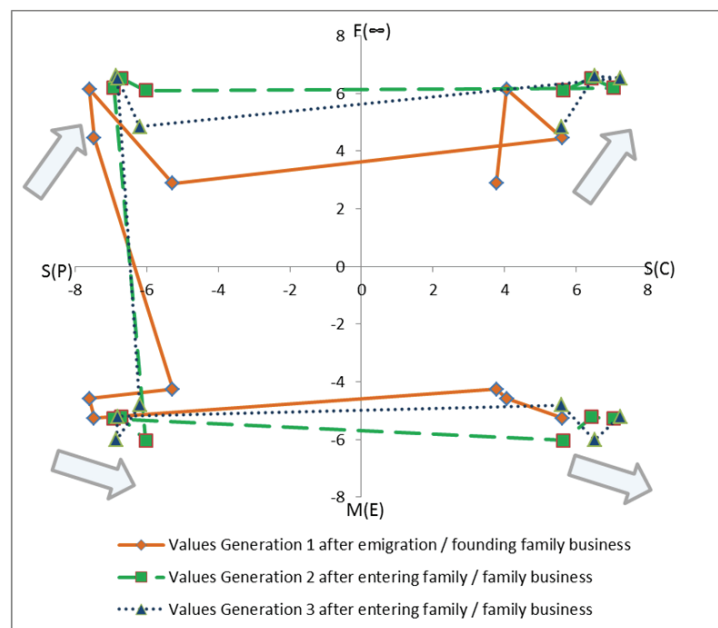 F(∞)
8
6
4
2
S(P)
0
S(C)
-8 -6 -4 -2 0 2 4 6 8
-2
-4
-6
-8
M(E)
Values Generation 1 after emigration / founding family business
Values Generation 2 after entering family / family business
Values Generation 3 after entering family / family business